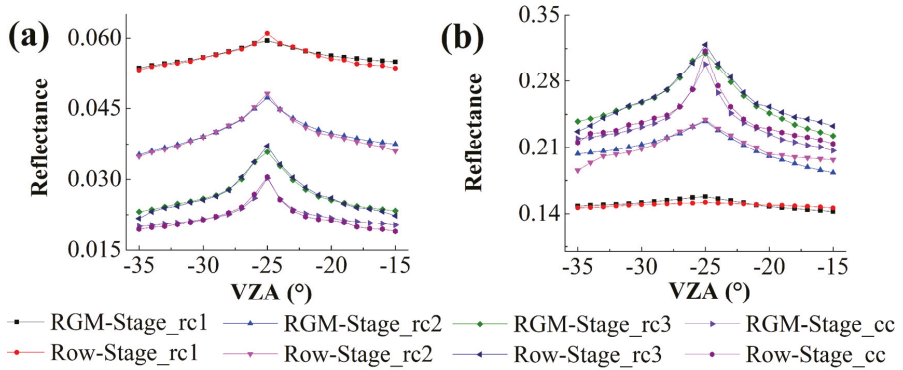 (a)
0.060
0.045
0.030
0.015
Reflectance
-35 -30 -25 -20 -15
VZA (°)
(b)
0.35
0.28
0.21
0.14
Reflectance
-35 -30 -25 -20 -15
VZA (°)
RGM-Stage_rc1 RGM-Stage_rc2 RGM-Stage_rc3 RGM-Stage_cc
Row-Stage_rc1 Row-Stage_rc2 Row-Stage_rc3 Row-Stage_cc